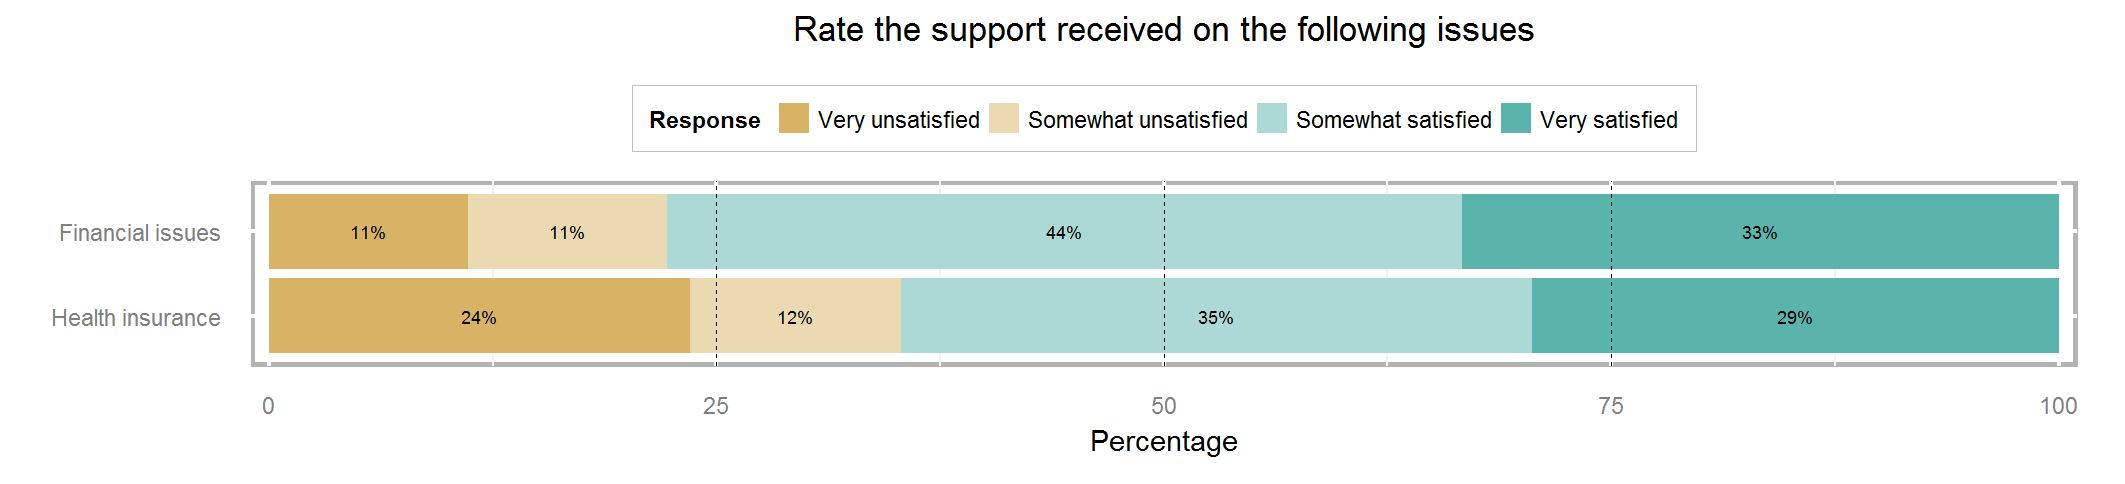 Rate the support received on the following issues
Response Very unsatisfied Somewhat unsatisfied Somewhat satisfied Very satisfied
Financial issues 11% 11% 44% 33%
Health insurance 24% 12% 35% 29%
0 25 50 75 100
Percentage